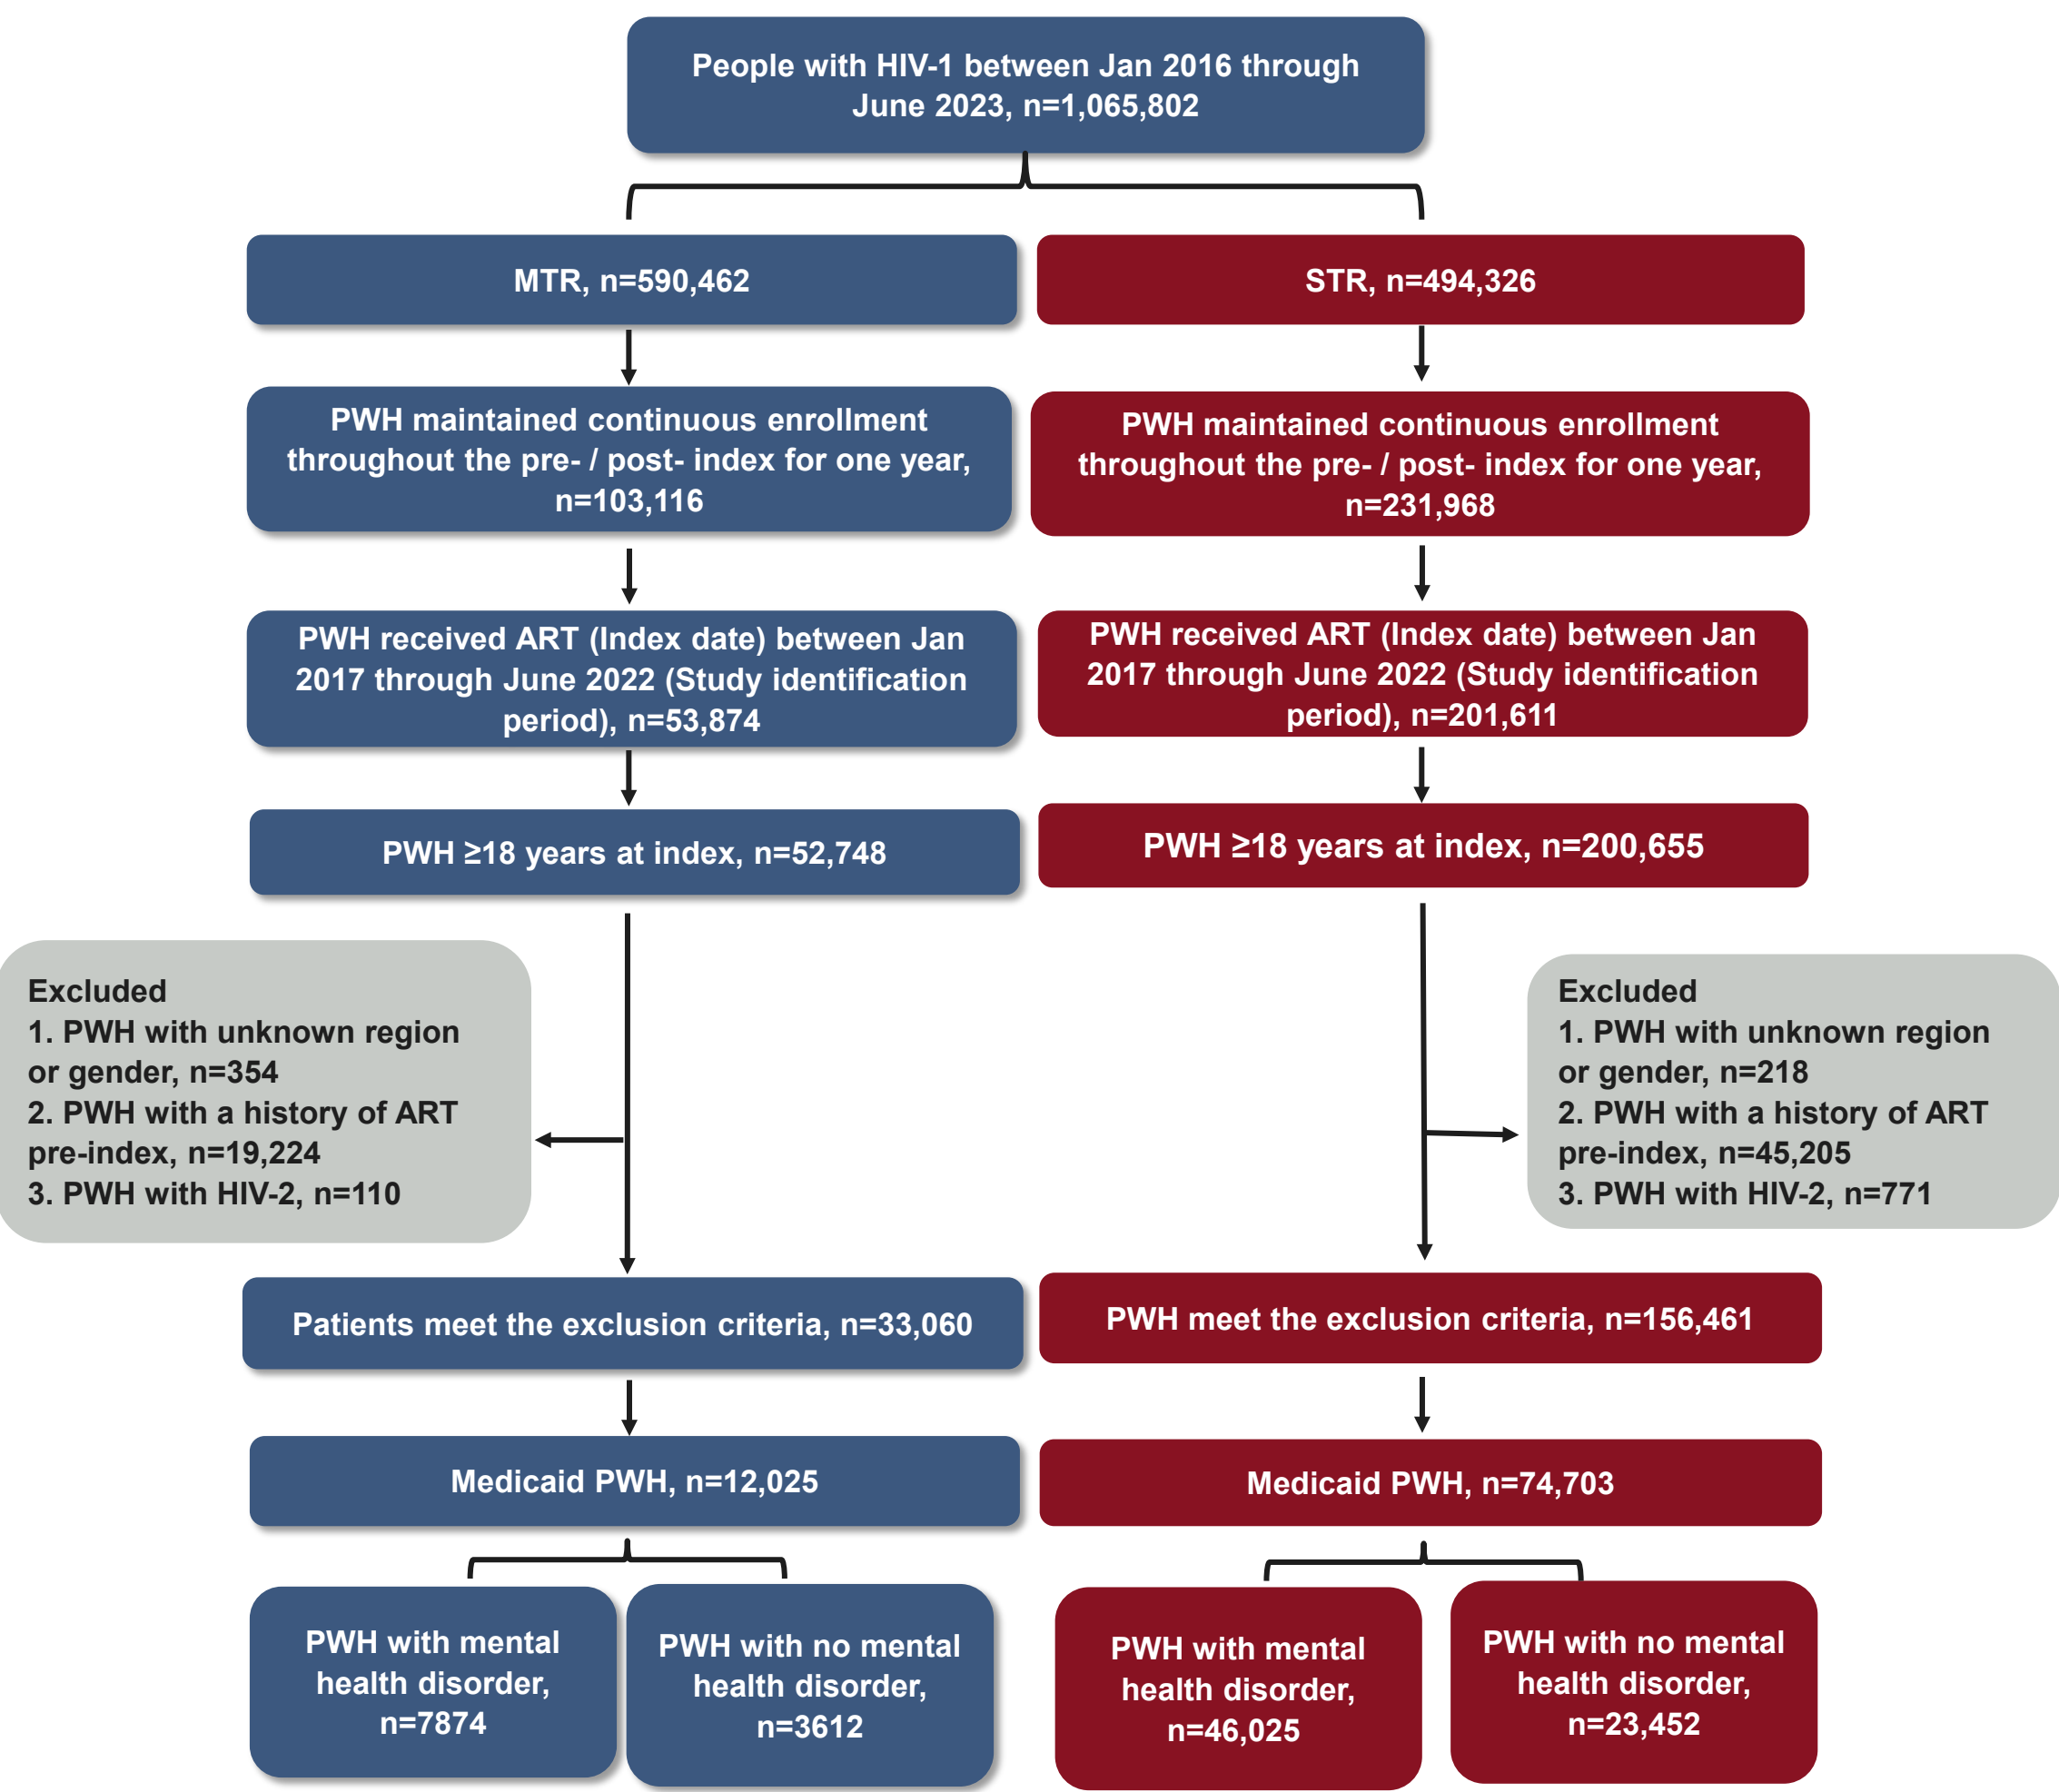 People with HIV-1 between Jan 2016 through
June 2023, n=1,065,802
MTR, n=590,462
STR, n=494,326
PWH maintained continuous enrollment
throughout the pre- / post- index for one year,
n=103,116
PWH maintained continuous enrollment
throughout the pre- / post- index for one year,
n=231,968
PWH received ART (Index date) between Jan
2017 through June 2022 (Study identification
period), n=53,874
PWH received ART (Index date) between Jan
2017 through June 2022 (Study identification
period), n=201,611
PWH ≥18 years at index, n=52,748
PWH ≥18 years at index, n=200,655
Excluded
1. PWH with unknown region
or gender, n=354
2. PWH with a history of ART
pre-index, n=19,224
3. PWH with HIV-2, n=110
Excluded
1. PWH with unknown region
or gender, n=218
2. PWH with a history of ART
pre-index, n=45,205
3. PWH with HIV-2, n=771
Patients meet the exclusion criteria, n=33,060
PWH meet the exclusion criteria, n=156,461
Medicaid PWH, n=12,025
Medicaid PWH, n=74,703
PWH with mental
health disorder,
n=7874
PWH with no mental
health disorder,
n=3612
PWH with mental
health disorder,
n=46,025
PWH with no mental
health disorder,
n=23,452